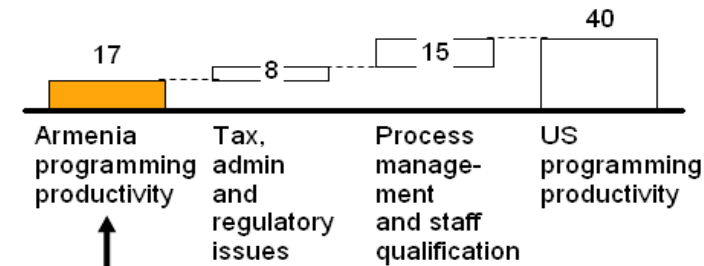 17
8
15
40
Armenia
programming
productivity
Tax,
admin
and
regulatory
issues
Process
manage-
ment
and staff
qualification
US
programming
productivity